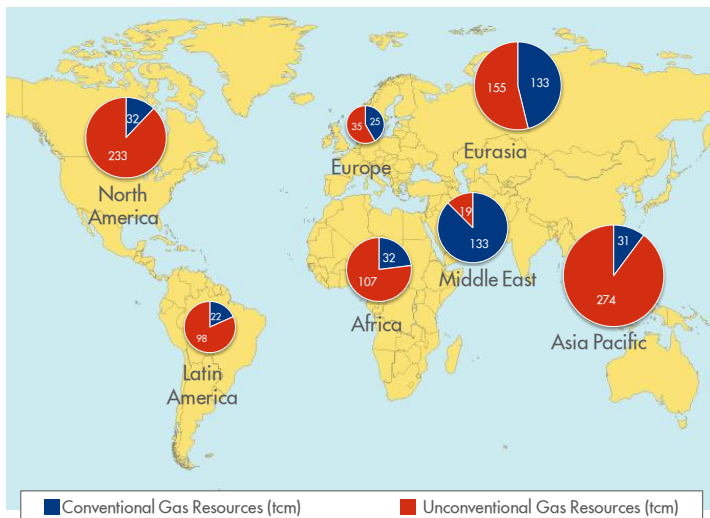 155
133
35
25
Europe
Eurasia
32
233
North
America
19
133
Middle East
32
107
Africa
31
274
Asia Pacific
22
98
Latin
America
Conventional Gas Resources (tcm)
Unconventional Gas Resources (tcm)